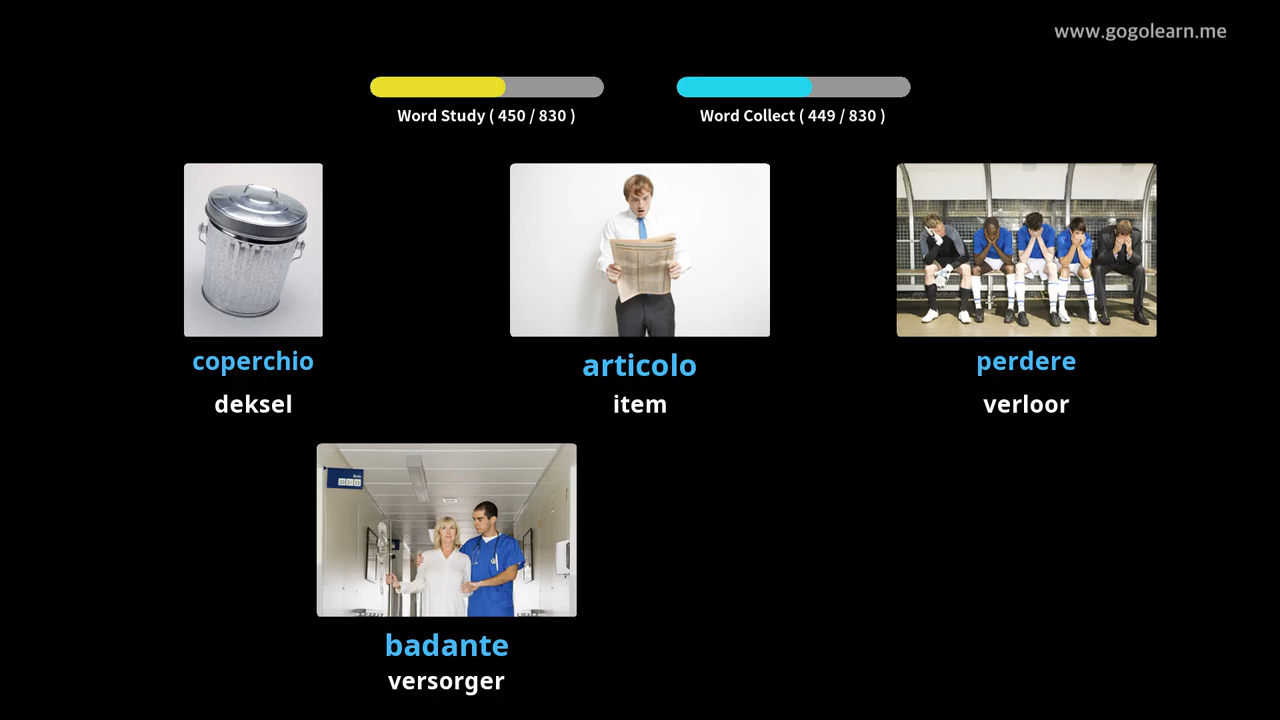 www.gogolearn.me
Word Study ( 450 / 830 )
Word Collect ( 449 / 830 )
coperchio
deksel
articolo
item
perdere
verloor
badante
versorger